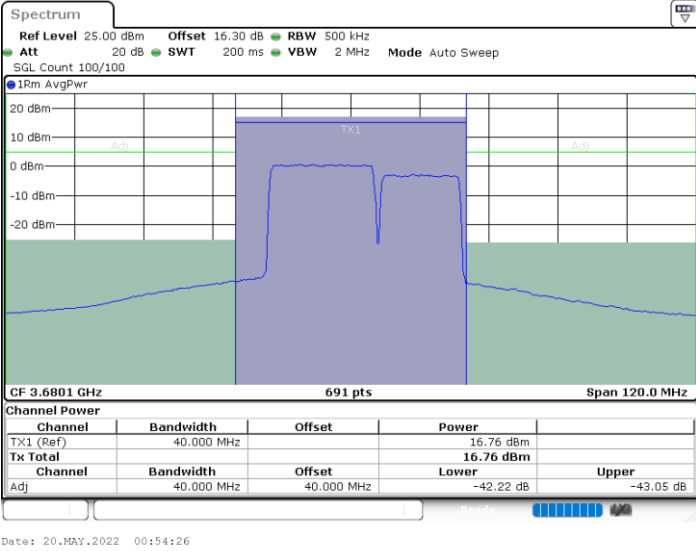 Spectrum
Ref Level 25.00 dBm Offset 16.30 dB RBW 500 kHz
Att 20 dB SWT 200 ms VBW 2 MHz Mode Auto Sweep
SGL Count 100/100
1Rm AvgPwr
20 dBm
TX1
10 dBm
Adj Adj
0 dBm
-10 dBm
-20 dBm
CF 3.6801 GHz 691 pts Span 120.0 MHz
Channel Power
Channel Bandwidth Offset Power
TX1 (Ref) 40.000 MHz 16.76 dBm
Tx Total 16.76 dBm
Channel Bandwidth Offset Lower Upper
Adj 40.000 MHz 40.000 MHz -42.22 dB -43.05 dB
Ready
Date: 20.MAY.2022 00:54:26